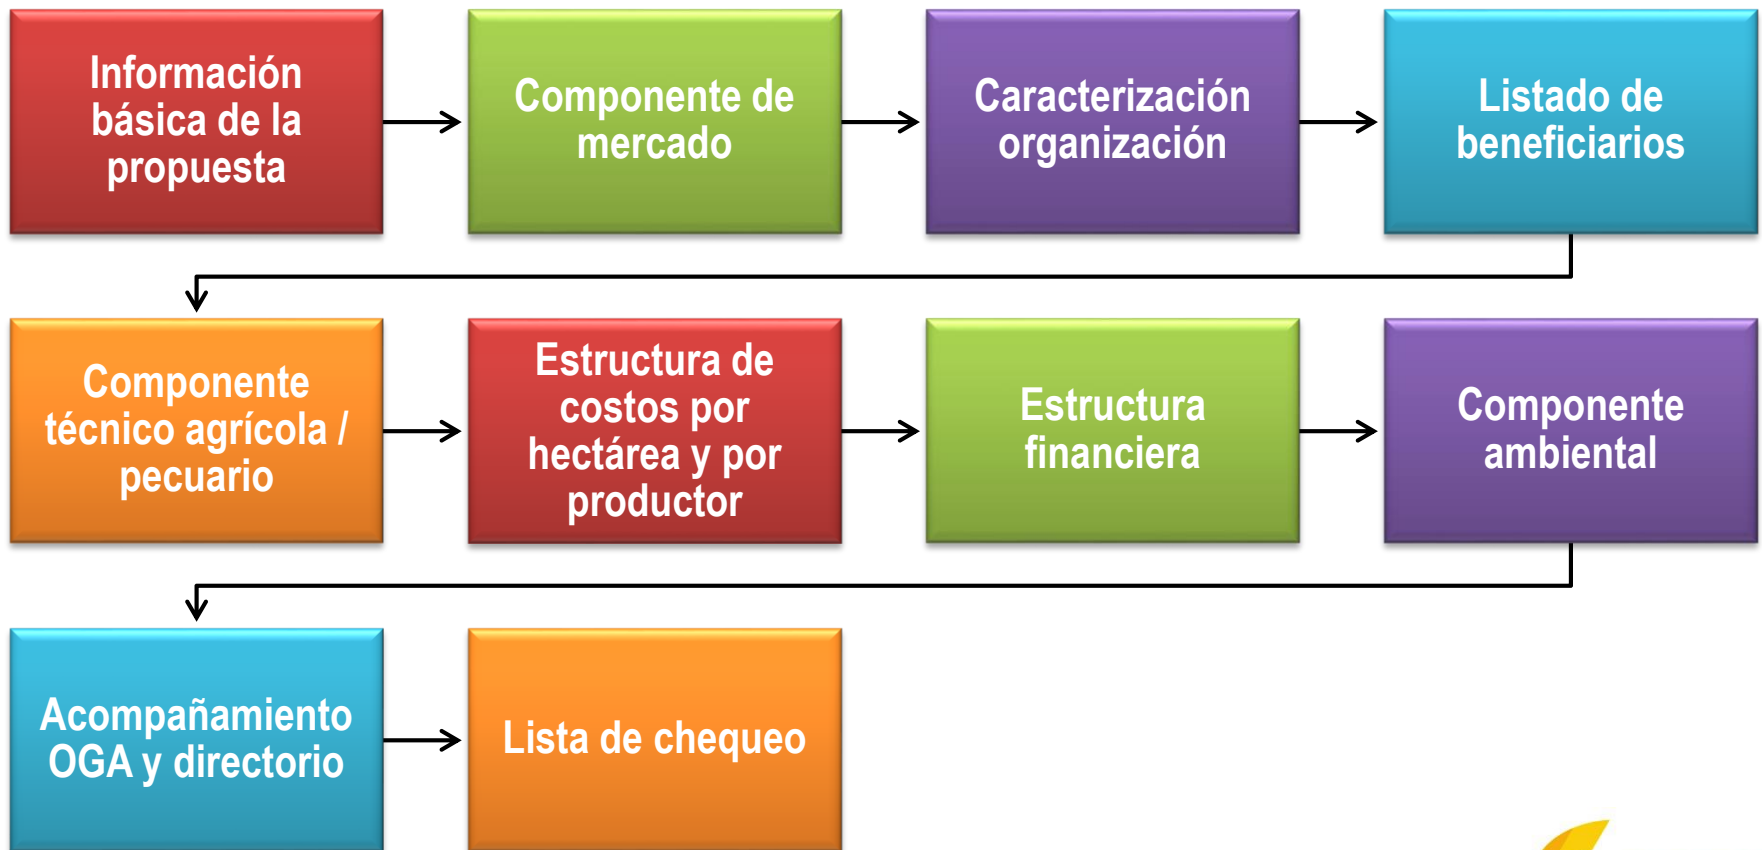 Información
básica de la
propuesta
Componente de
mercado
Caracterización
organización
Listado de
beneficiarios
Componente
técnico agrícola /
pecuario
Estructura de
costos por
hectárea y por
productor
Estructura
financiera
Componente
ambiental
Acompañamiento
OGA y directorio
Lista de chequeo